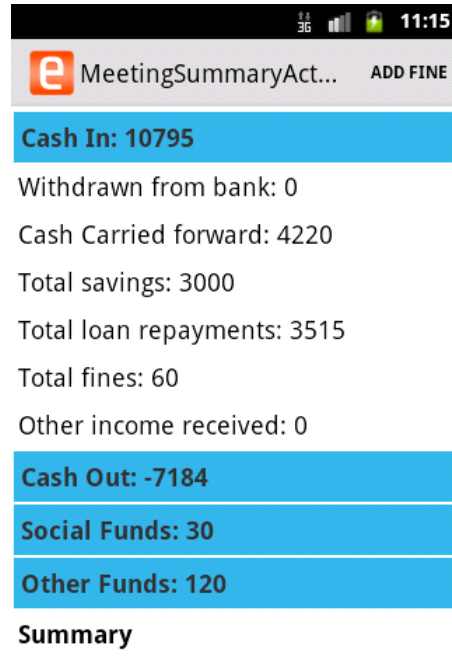 3G 11:15
e MeetingSummaryAct... ADD FINE
Cash In: 10795
Withdrawn from bank: 0
Cash Carried forward: 4220
Total savings: 3000
Total loan repayments: 3515
Total fines: 60
Other income received: 0
Cash Out: -7184
Social Funds: 30
Other Funds: 120
Summary